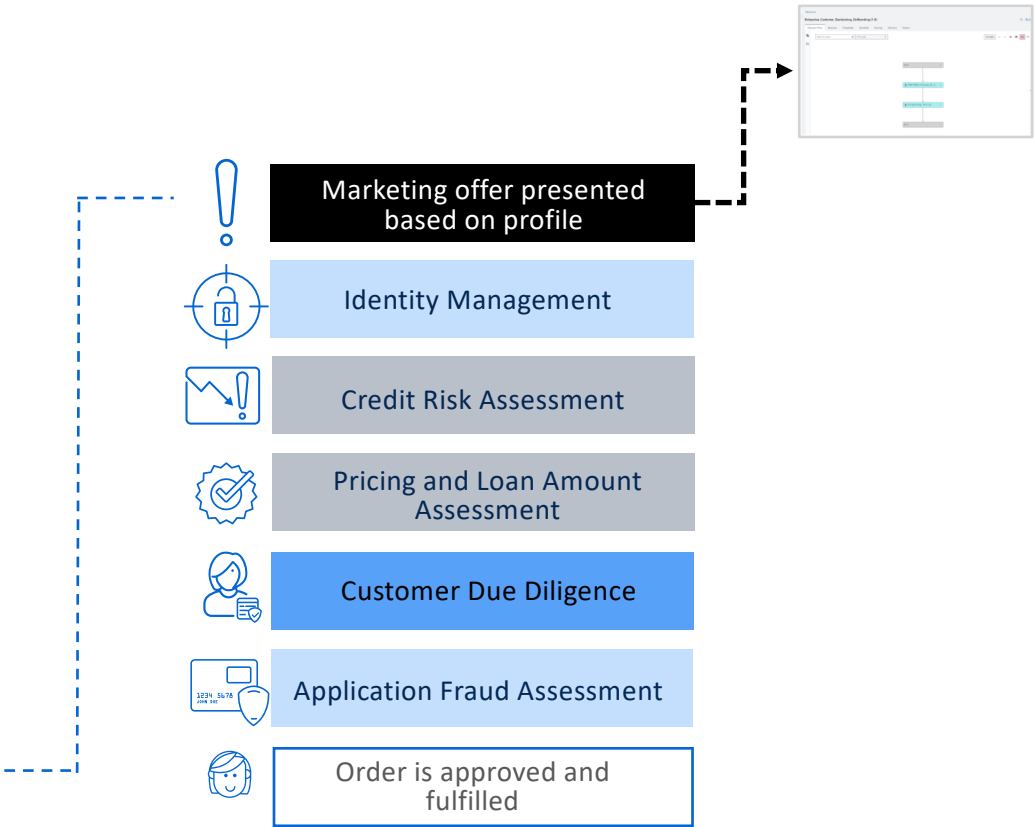 Marketing offer presented
based on profile
Identity Management
Credit Risk Assessment
Pricing and Loan Amount
Assessment
Customer Due Diligence
1234 5678
JOHN DOE
Application Fraud Assessment
Order is approved and
fulfilled